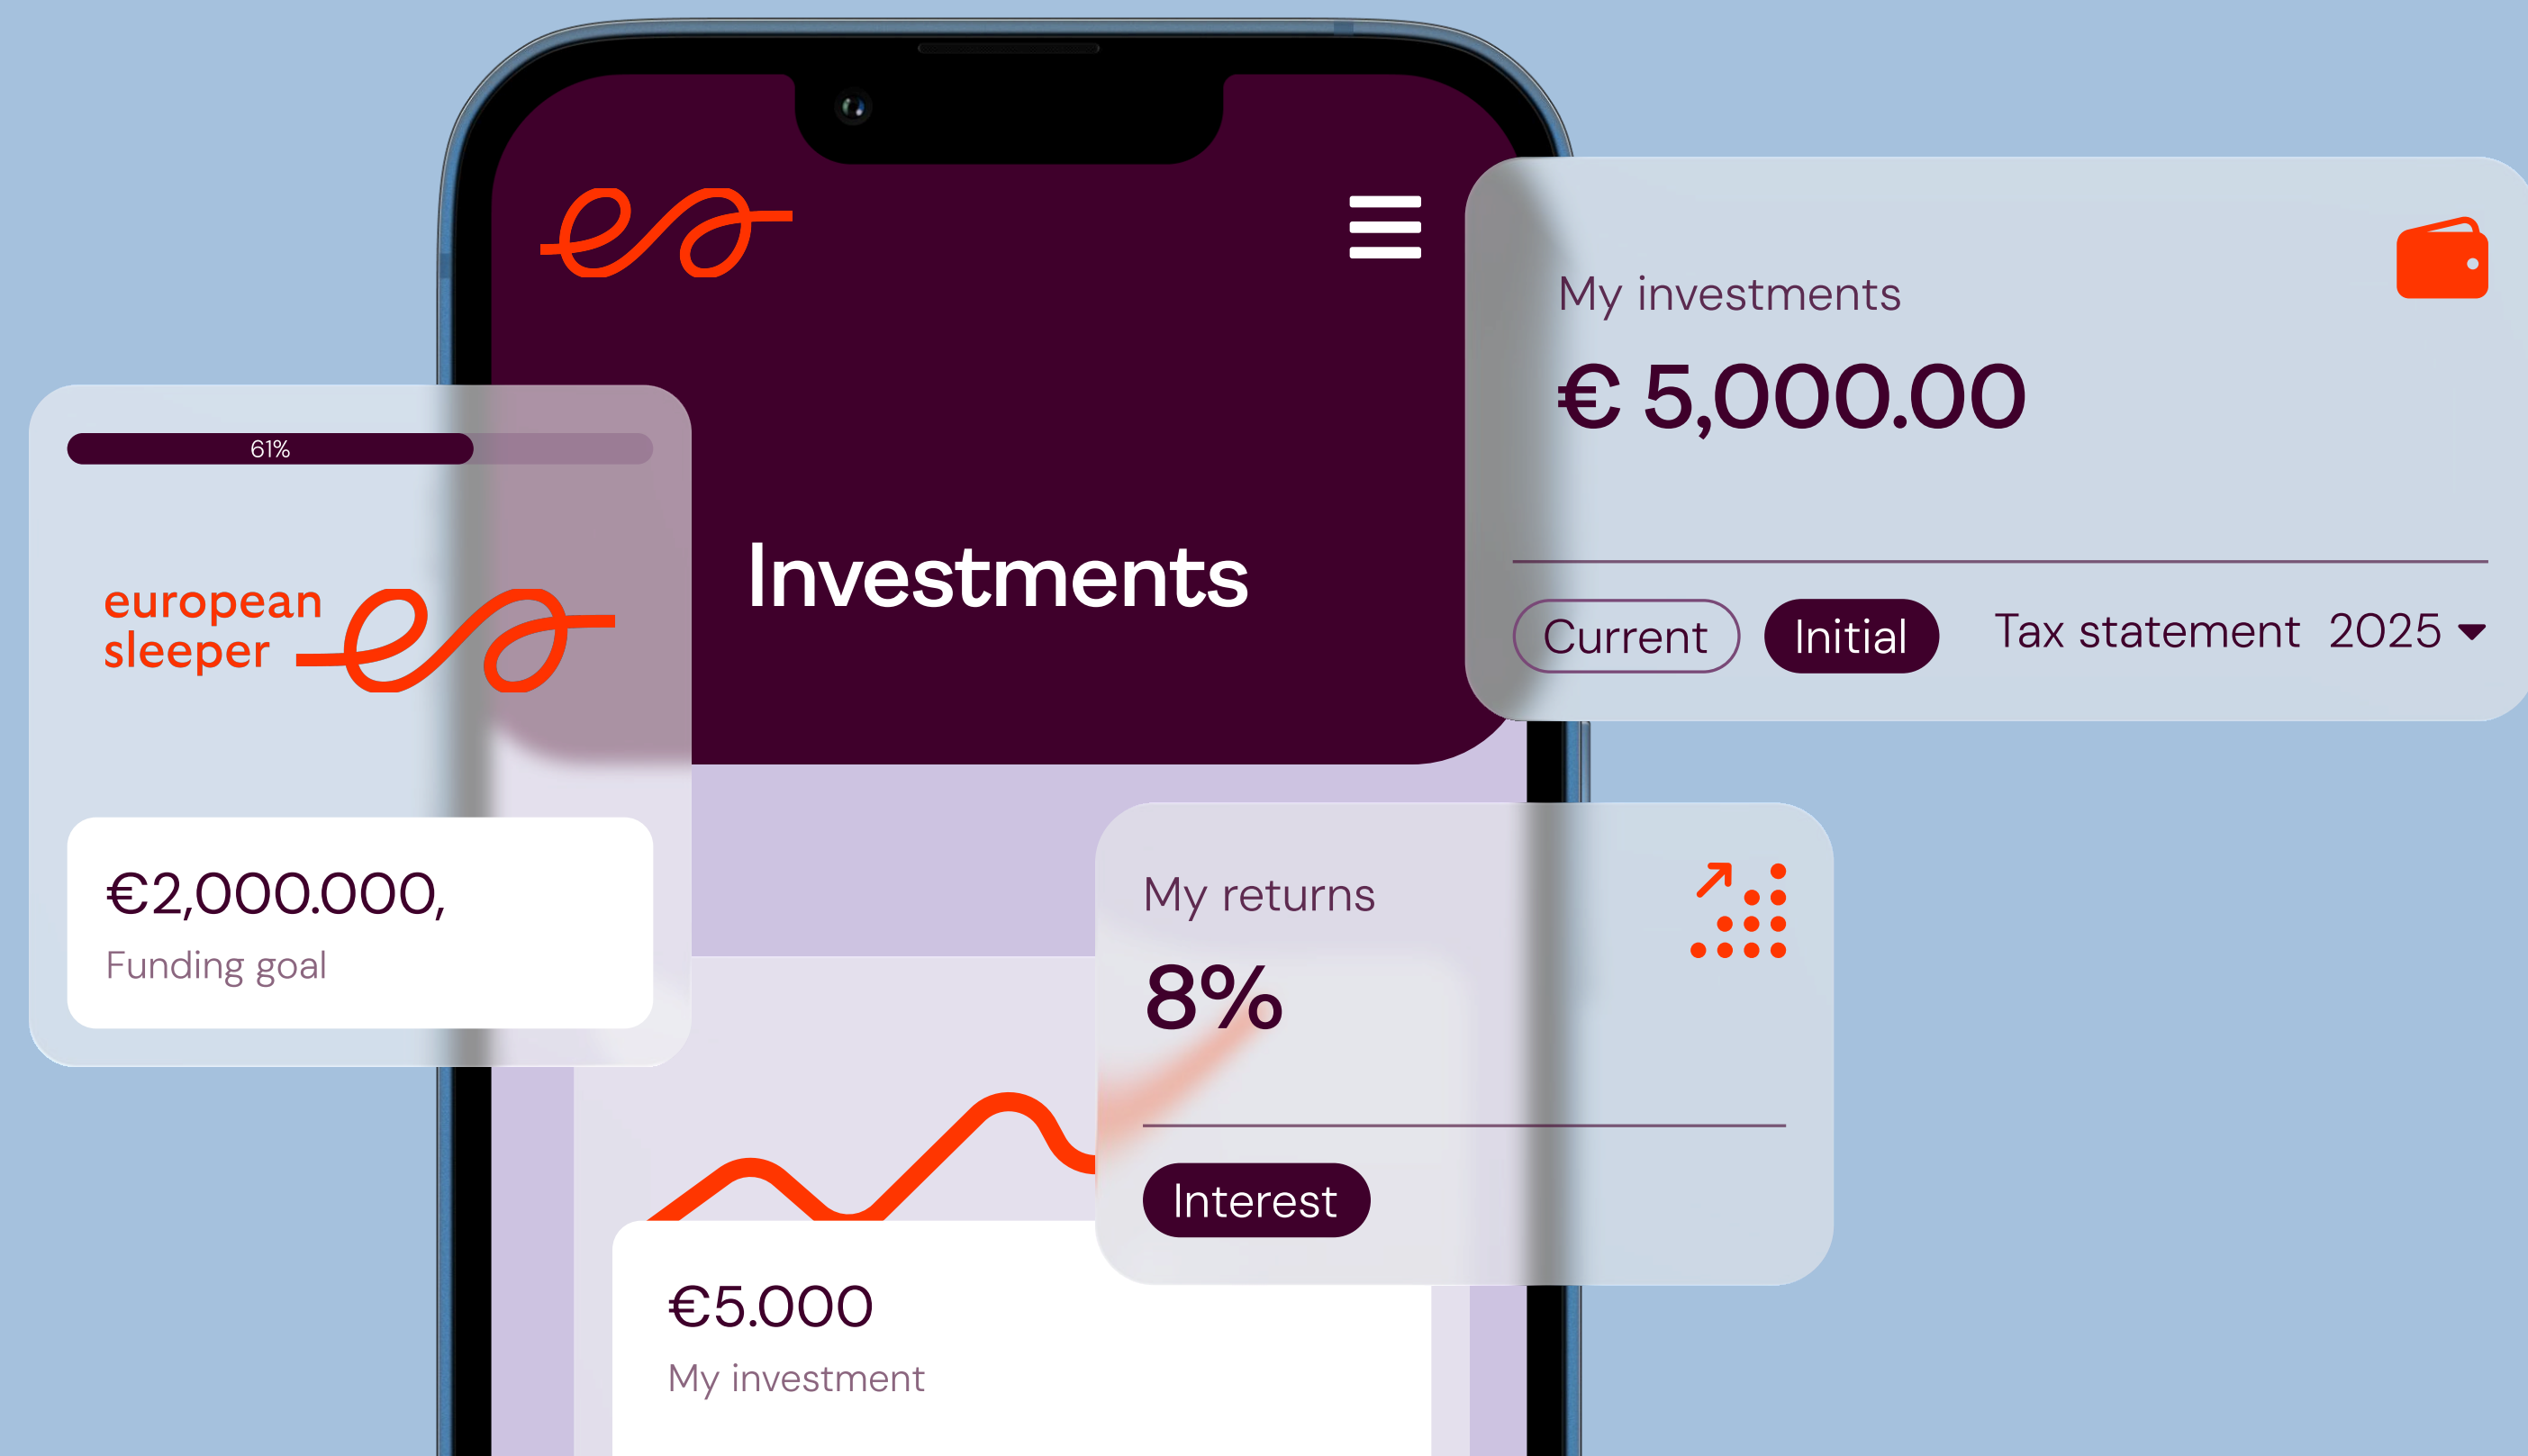 61%
european
sleeper
€2,000.000,
Funding goal
Investments
My investments
€ 5,000.00
Current
Initial
Tax statement 2025
My returns
8%
Interest
€5.000
My investment